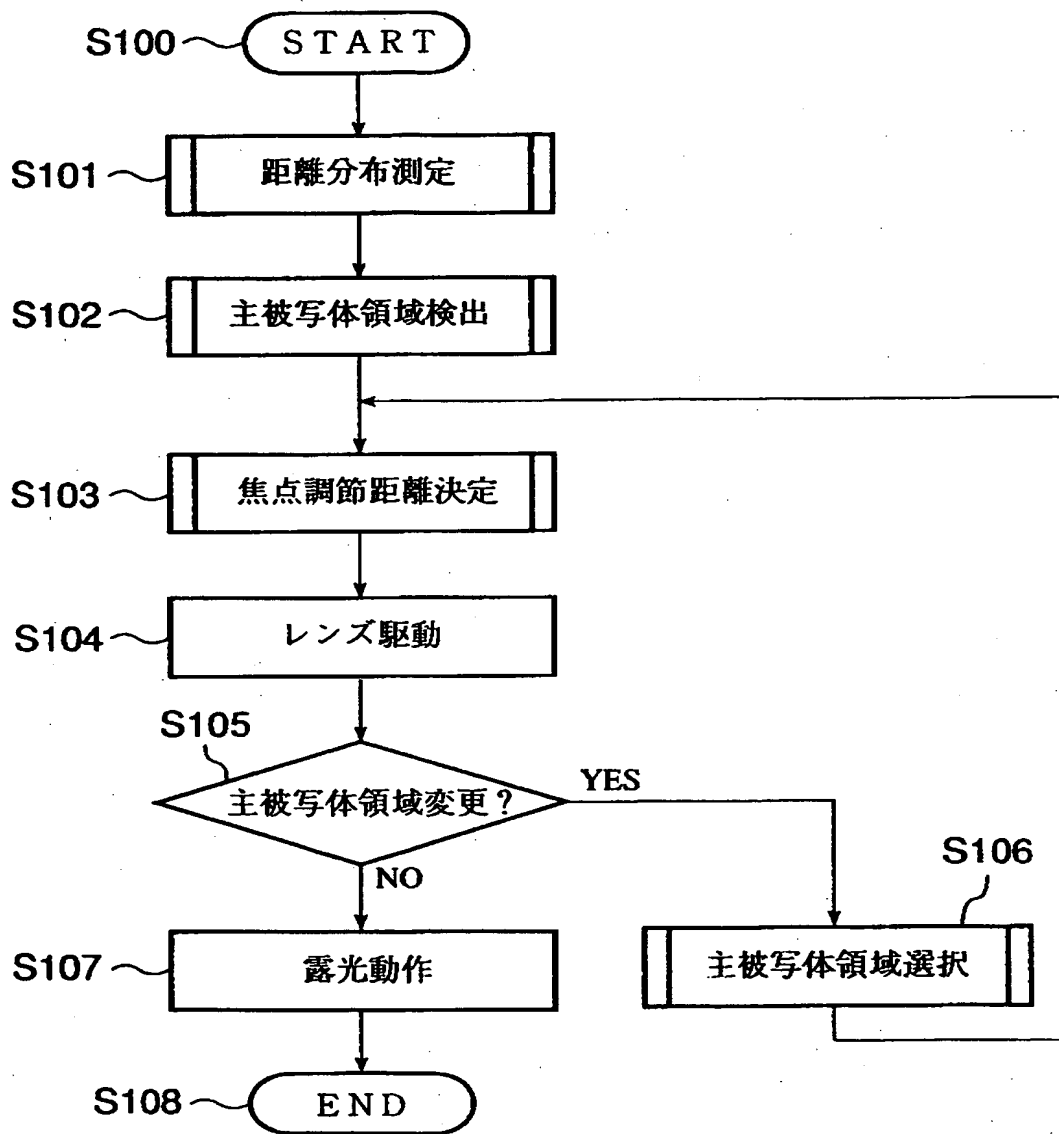 S100
START
S101
距離分布測定
S102
主被写体領域検出
S103
焦点調節距離決定
S104
レンズ駆動
S105
主被写体領域変更？
YES
NO
S106
主被写体領域選択
S107
露光動作
S108
END